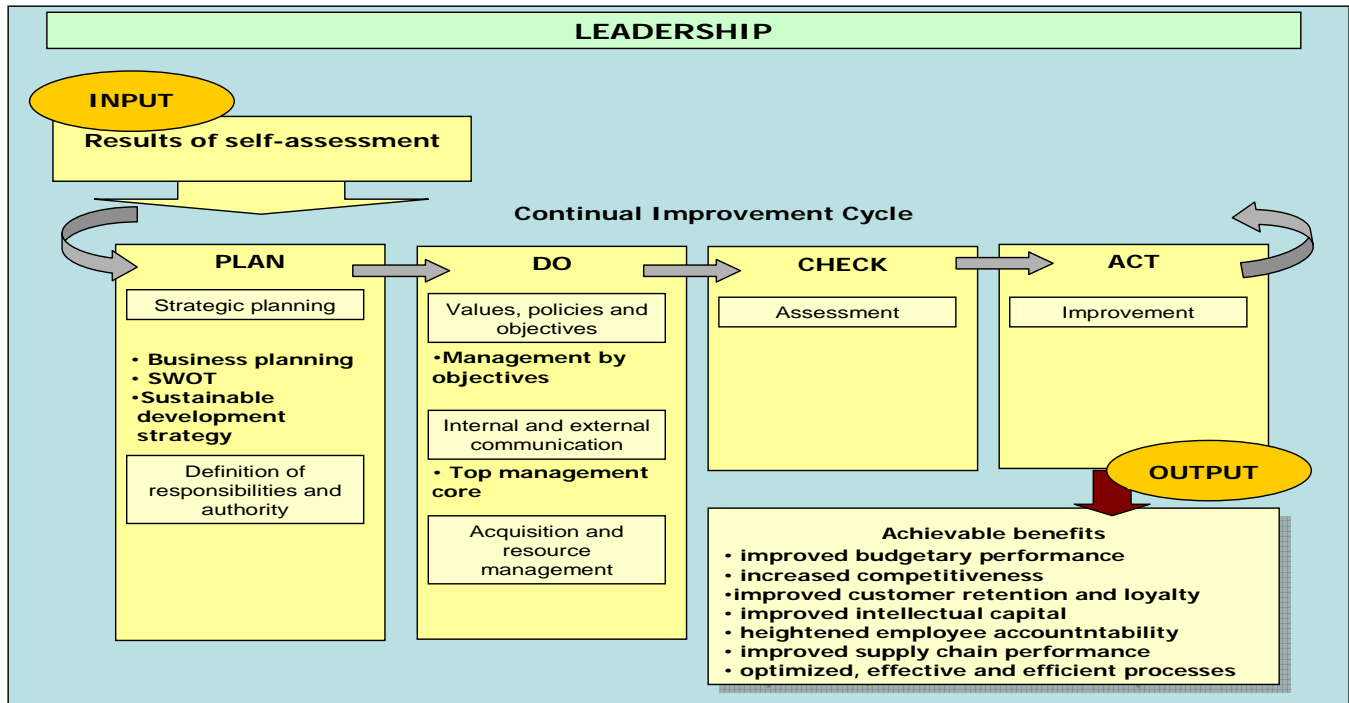 LEADERSHIP
INPUT
Results of self-assessment
Continual Improvement Cycle
PLAN
Strategic planning
• Business planning
• SWOT
•Sustainable
development
strategy
Definition of
responsibilities and
authority
DO
Values, policies and
objectives
•Management by
objectives
Internal and external
communication
• Top management
core
Acquisition and
resource
management
CHECK
Assessment
ACT
Improvement
OUTPUT
Achievable benefits
• improved budgetary performance
• increased competitiveness
•improved customer retention and loyalty
• improved intellectual capital
• heightened employee accountntability
• improved supply chain performance
• optimized, effective and efficient processes